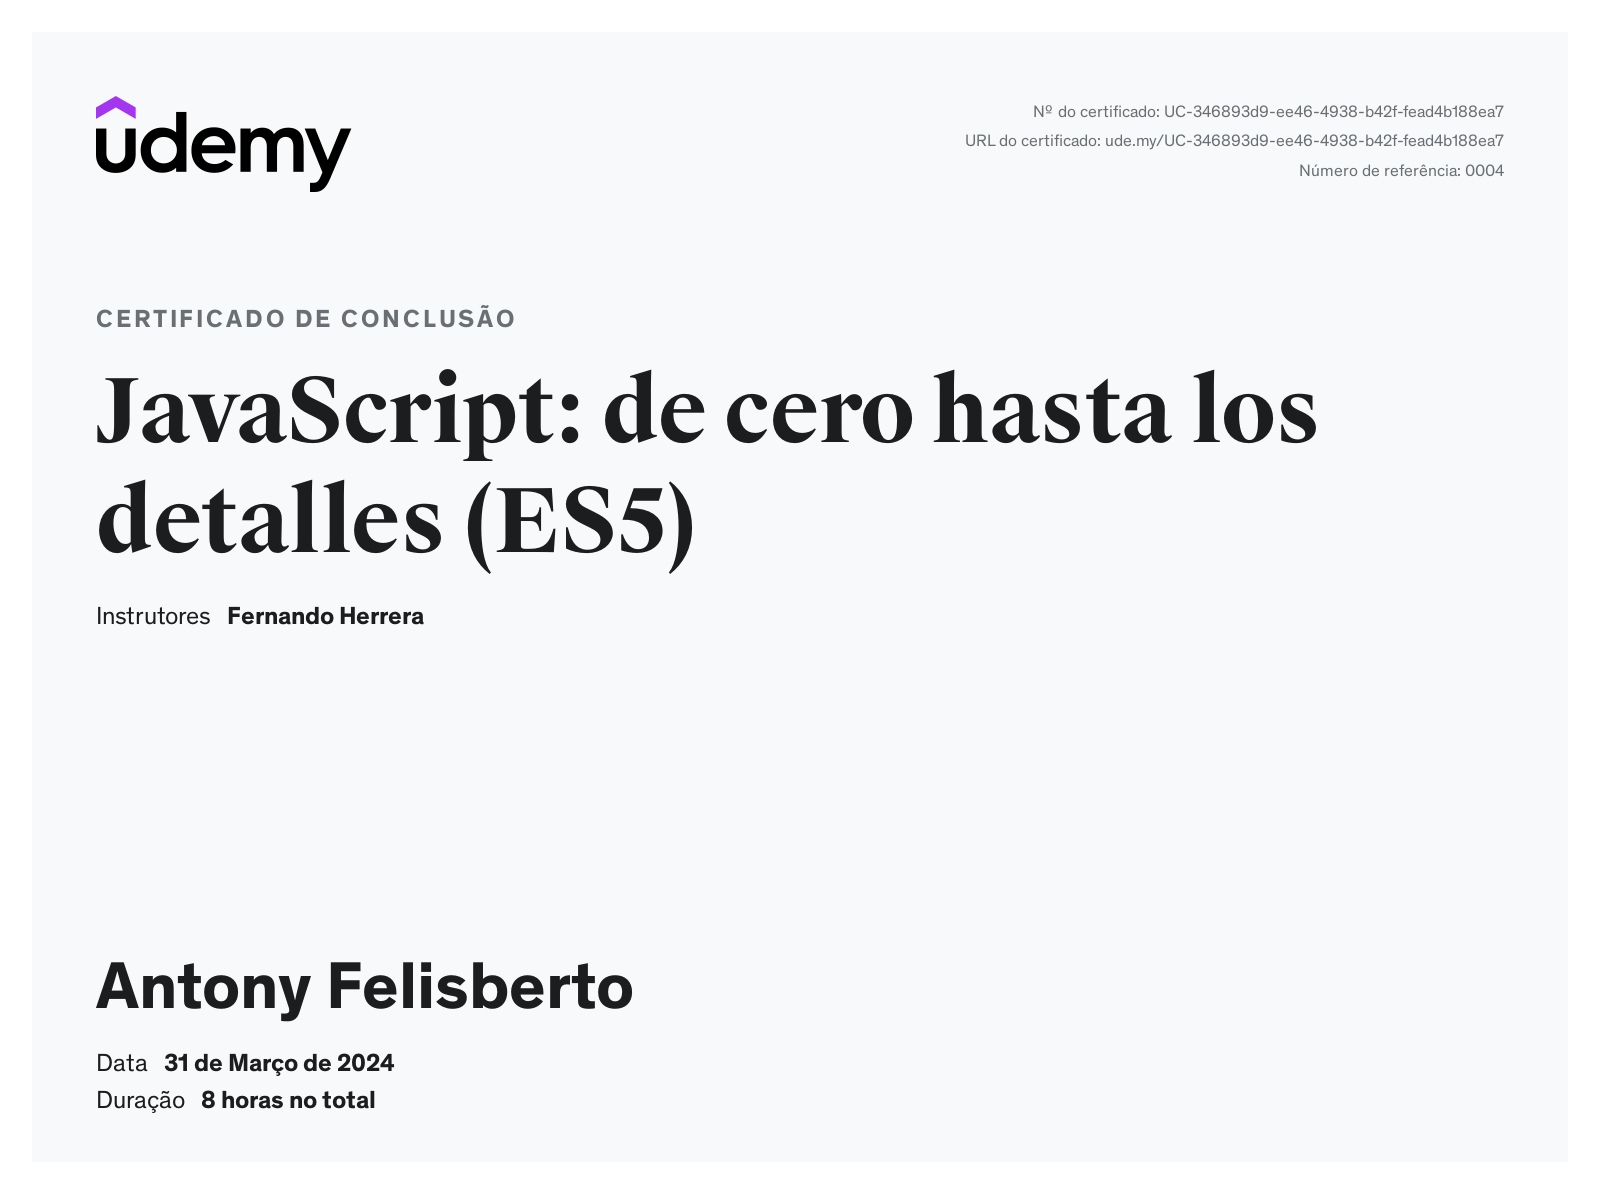 udemy
Nº do certificado: UC-346893d9-ee46-4938-b42f-fead4b188ea7
URL do certificado: ude.my/UC-346893d9-ee46-4938-b42f-fead4b188ea7
Número de referência: 0004
CERTIFICADO DE CONCLUSÃO
JavaScript: de cero hasta los
detalles (ES5)
Instrutores Fernando Herrera
Antony Felisberto
Data 31 de Março de 2024
Duração 8 horas no total